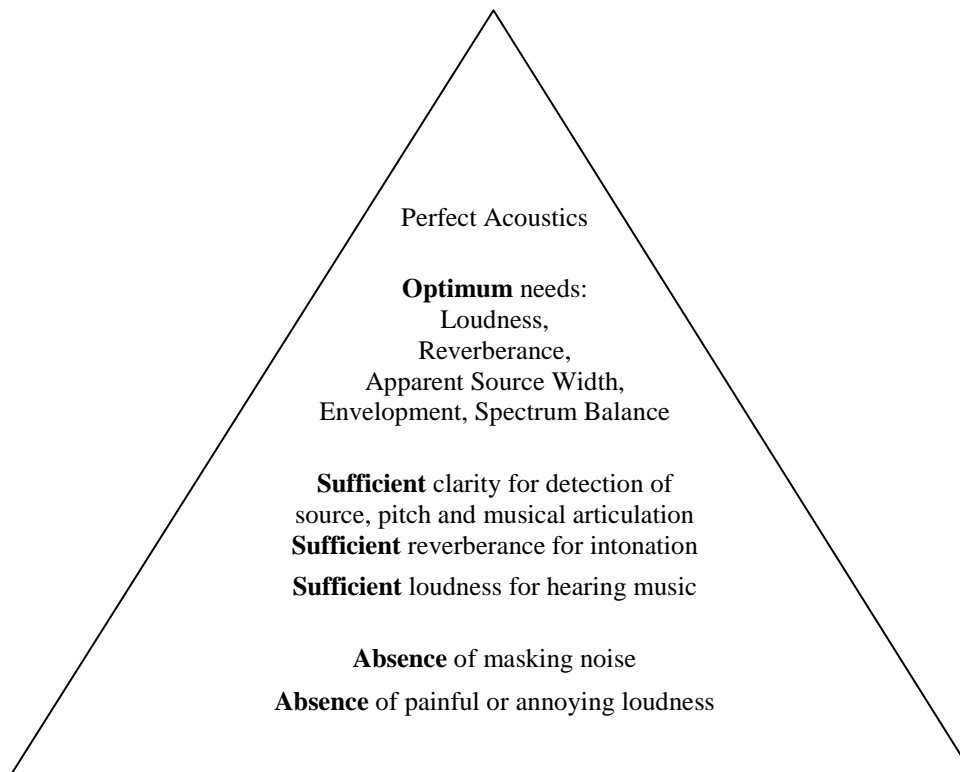 Perfect Acoustics
Optimum needs:
Loudness,
Reverberance,
Apparent Source Width,
Envelopment, Spectrum Balance
Sufficient clarity for detection of
source, pitch and musical articulation
Sufficient reverberance for intonation
Sufficient loudness for hearing music
Absence of masking noise
Absence of painful or annoying loudness